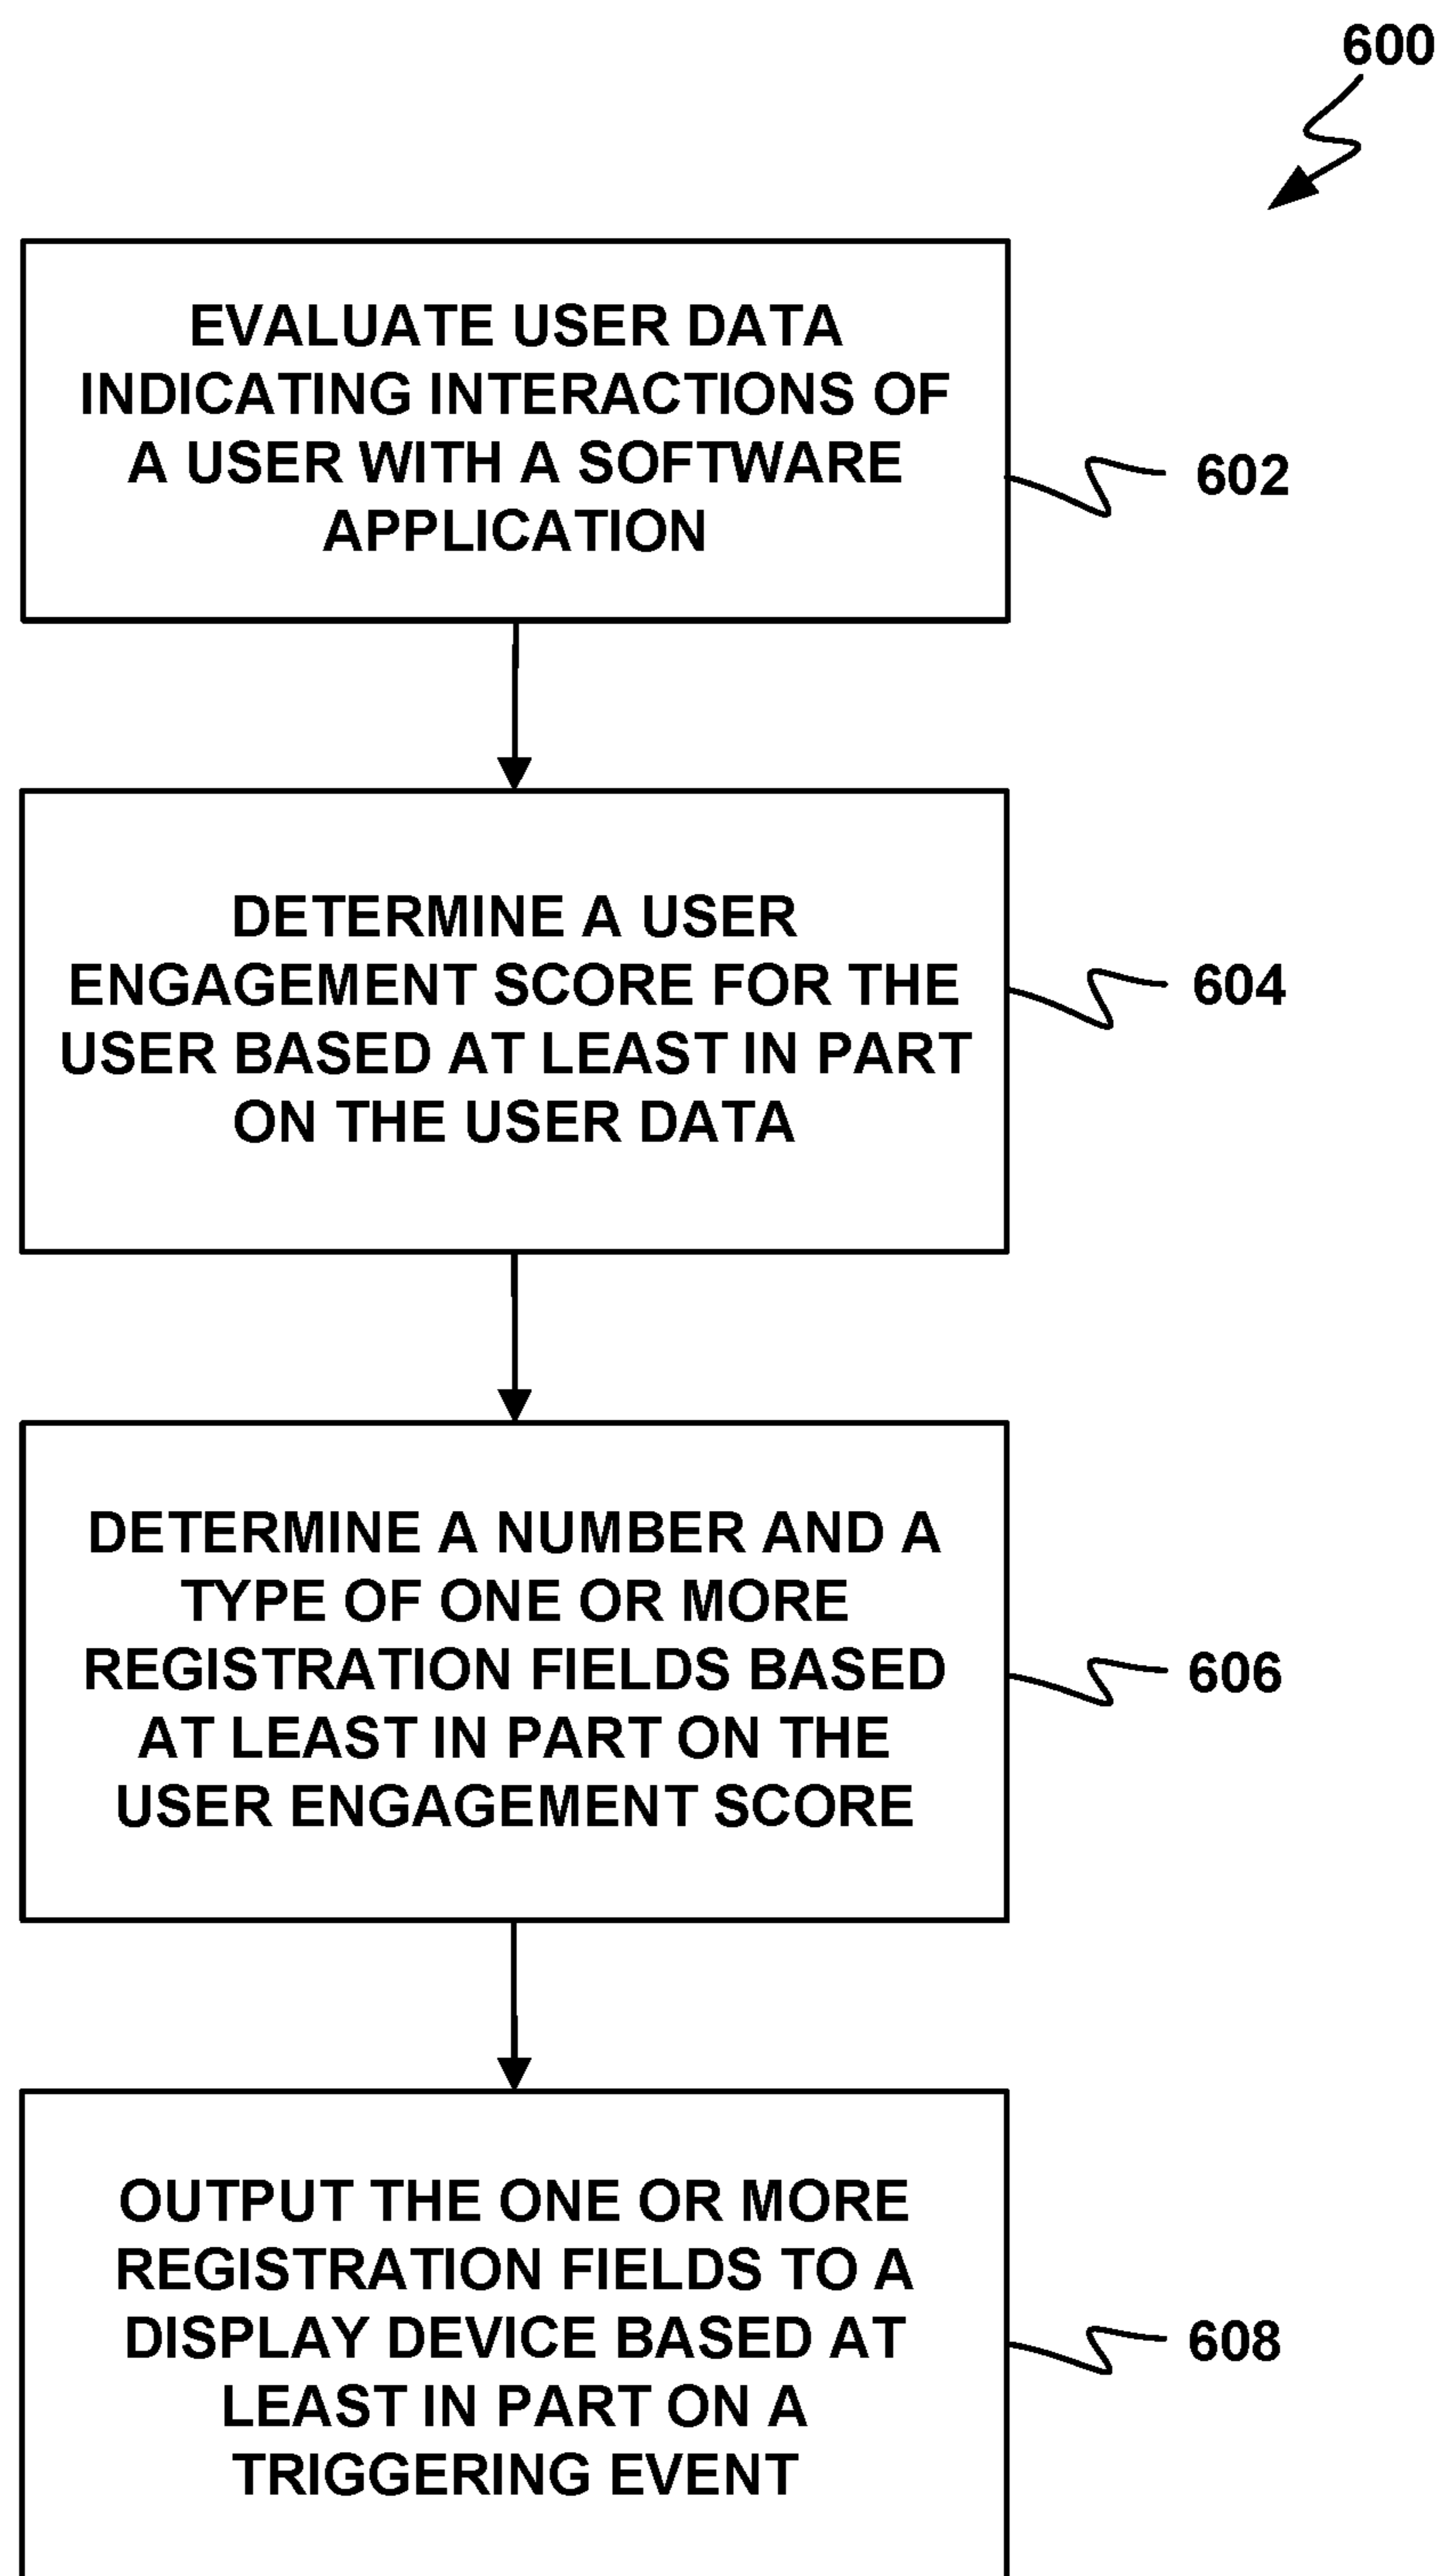 600
EVALUATE USER DATA
INDICATING INTERACTIONS OF
A USER WITH A SOFTWARE
APPLICATION
602
DETERMINE A USER
ENGAGEMENT SCORE FOR THE
USER BASED AT LEAST IN PART
ON THE USER DATA
604
DETERMINE A NUMBER AND A
TYPE OF ONE OR MORE
REGISTRATION FIELDS BASED
AT LEAST IN PART ON THE
USER ENGAGEMENT SCORE
606
OUTPUT THE ONE OR MORE
REGISTRATION FIELDS TO A
DISPLAY DEVICE BASED AT
LEAST IN PART ON A
TRIGGERING EVENT
608